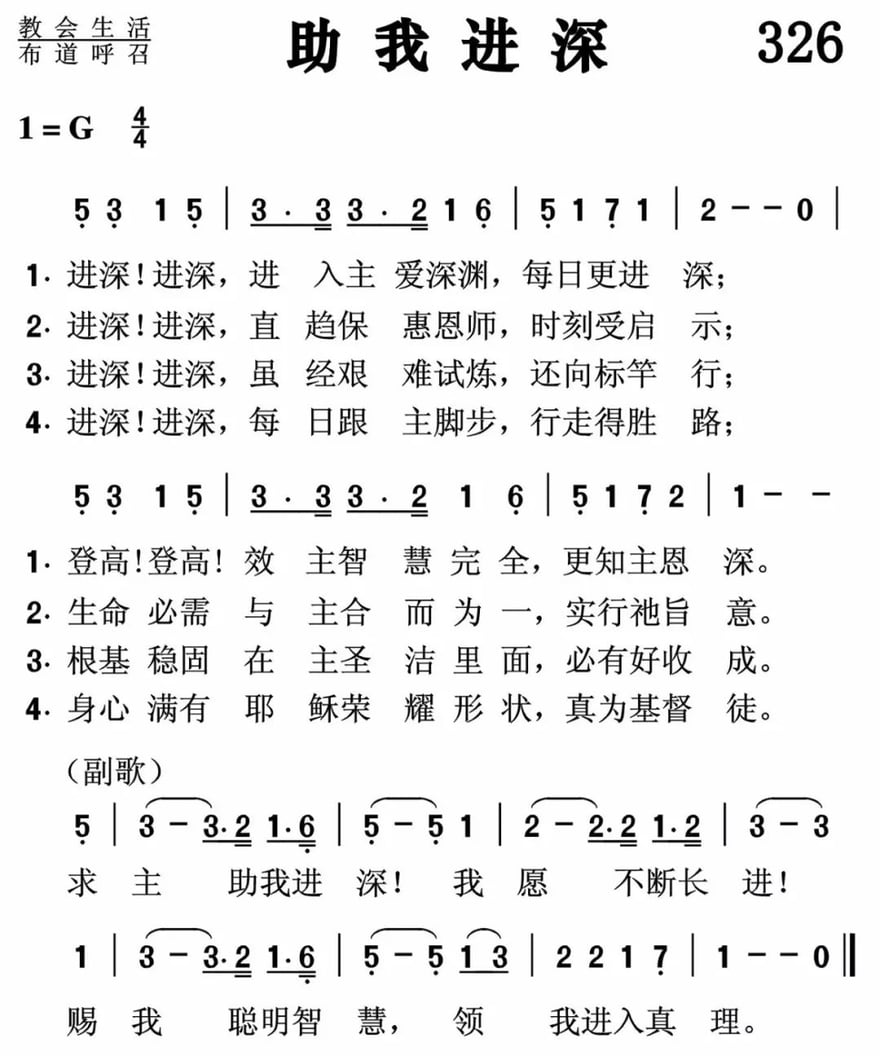 教会生活
布道呼召
助我进深 326
1=G 4/4
5̣ 3̣ 1 5̣ | 3 . 3 3 . 2 1 6̣ | 5̣ 1 7̣ 1 | 2 – – 0 |
1. 进深！进深，进 入主 爱深渊，每日更进 深；
2. 进深！进深，直 趋保 惠恩师，时刻受启 示；
3. 进深！进深，虽 经艰 难试炼，还向标竿 行；
4. 进深！进深，每 日跟 主脚步，行走得胜 路；
5̣ 3̣ 1 5̣ | 3 . 3 3 . 2 1 6̣ | 5̣ 1 7̣ 2 | 1 – –
1. 登高！登高！效 主智 慧完全，更知主恩 深。
2. 生命 必需 与 主合 而为一，实行祂旨 意。
3. 根基 稳固 在 主圣 洁里面，必有好收 成。
4. 身心 满有 耶 稣荣 耀形状，真为基督 徒。
（副歌）
5̣ | 3 – 3.2 1.6̣ | 5̣ – 5̣ 1 | 2 – 2.2 1.2 | 3 – 3
求 主 助我进 深！ 我 愿 不断长 进！
1 | 3 – 3.2 1.6̣ | 5̣ – 5̣ 1 3 | 2 2 1 7̣ | 1 – – 0 ‖
赐 我 聪明智 慧， 领 我进入真 理。